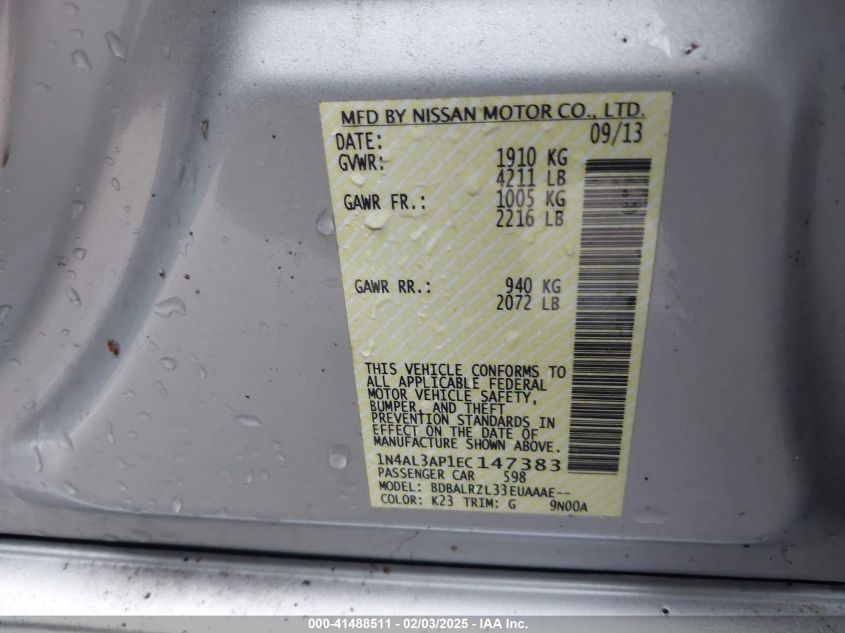 MFD BY NISSAN MOTOR CO., LTD.
DATE: 09/13
GVWR: 1910 KG
4211 LB
GAWR FR.: 1005 KG
2216 LB
GAWR RR.: 940 KG
2072 LB
THIS VEHICLE CONFORMS TO
ALL APPLICABLE FEDERAL
MOTOR VEHICLE SAFETY,
BUMPER, AND THEFT
PREVENTION STANDARDS IN
EFFECT ON THE DATE OF
MANUFACTURE SHOWN ABOVE.
1N4AL3AP1EC147383
PASSENGER CAR 598
MODEL: BDBALRZL33EUAAAE--
COLOR: K23 TRIM: G 9N00A
000-41488511 - 02/03/2025 - IAA Inc.